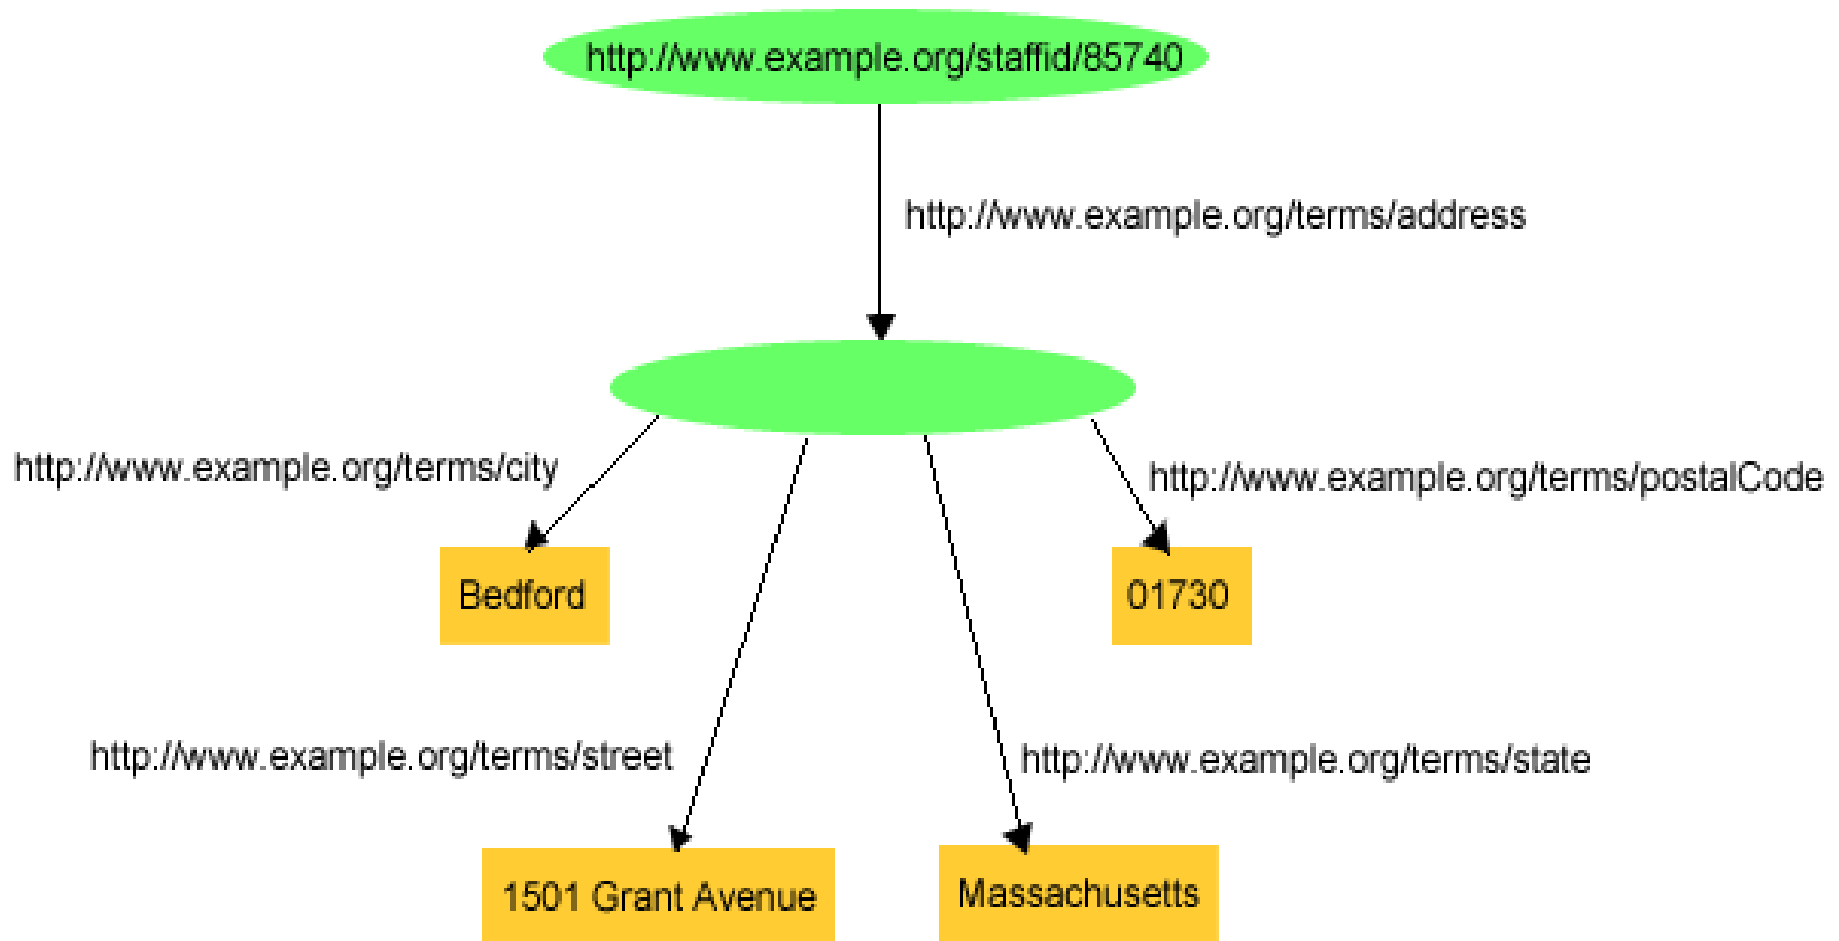 http://www.example.org/staffid/85740
http://www.example.org/terms/address
http://www.example.org/terms/city
http://www.example.org/terms/postalCode
Bedford
01730
http://www.example.org/terms/street
http://www.example.org/terms/state
1501 Grant Avenue
Massachusetts